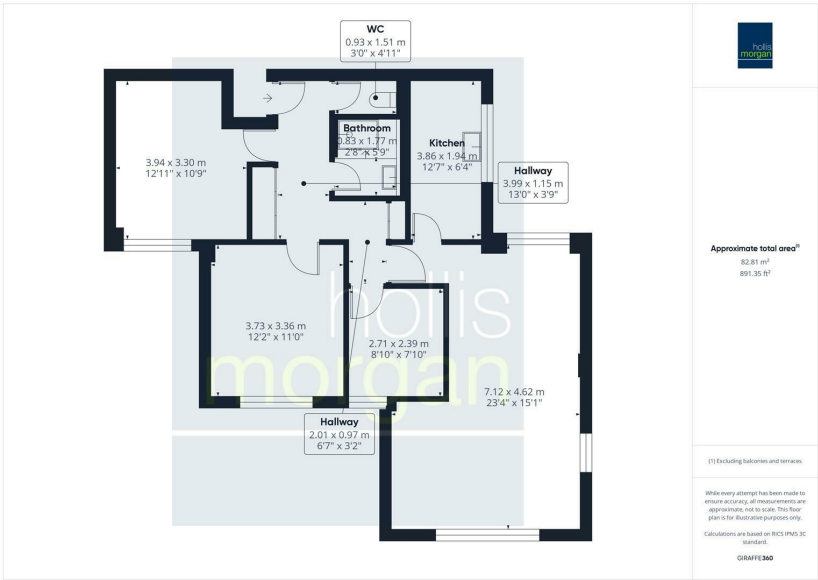 WC
0.93 x 1.51 m
3'0" x 4'11"
Bathroom
0.83 x 1.77 m
2'8" x 5'9"
Kitchen
3.86 x 1.94 m
12'7" x 6'4"
Hallway
3.99 x 1.15 m
13'0" x 3'9"
3.94 x 3.30 m
12'11" x 10'9"
3.73 x 3.36 m
12'2" x 11'0"
2.71 x 2.39 m
8'10" x 7'10"
7.12 x 4.62 m
23'4" x 15'1"
Hallway
2.01 x 0.97 m
6'7" x 3'2"
hollis
morgan
hollis
morgan
Approximate total area(1)
82.81 m²
891.35 ft²
(1) Excluding balconies and terraces
While every attempt has been made to
ensure accuracy, all measurements are
approximate, not to scale. This floor
plan is for illustrative purposes only.
Calculations are based on RICS IPMS 3C
standard.
GIRAFFE360